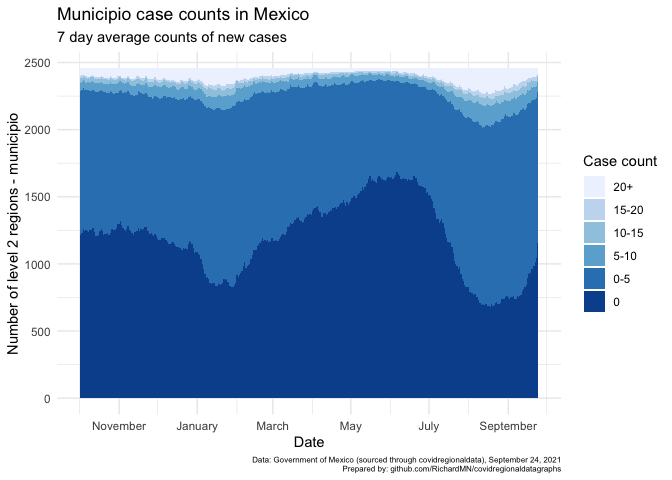 Municipio case counts in Mexico
7 day average counts of new cases
Number of level 2 regions - municipio
2500
2000
1500
1000
500
0
November
January
March
May
July
September
Date
Case count
20+
15-20
10-15
5-10
0-5
0
Data: Government of Mexico (sourced through covidregionaldata), September 24, 2021
Prepared by: github.com/RichardMN/covidregionaldatagraphs